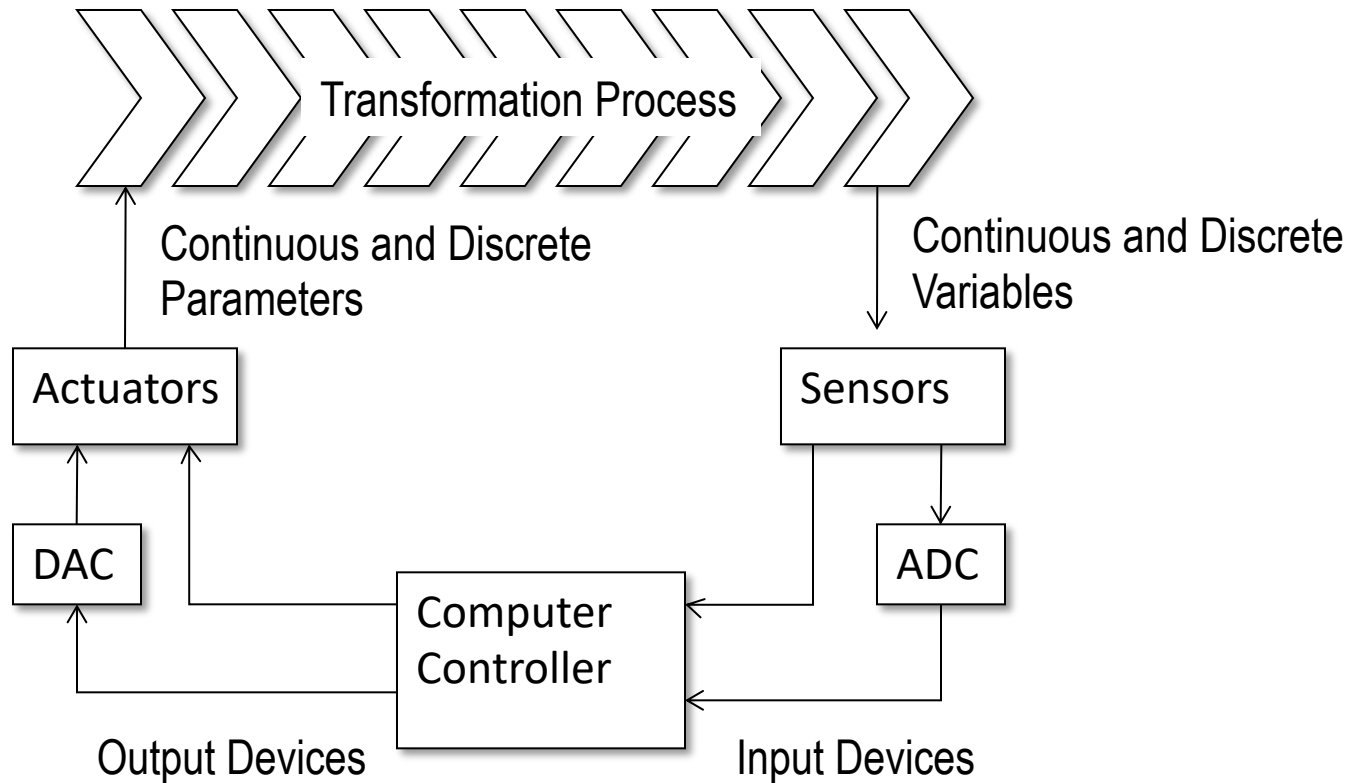 Transformation Process
Continuous and Discrete
Parameters
Continuous and Discrete
Variables
Actuators
Sensors
DAC
ADC
Computer
Controller
Output Devices
Input Devices